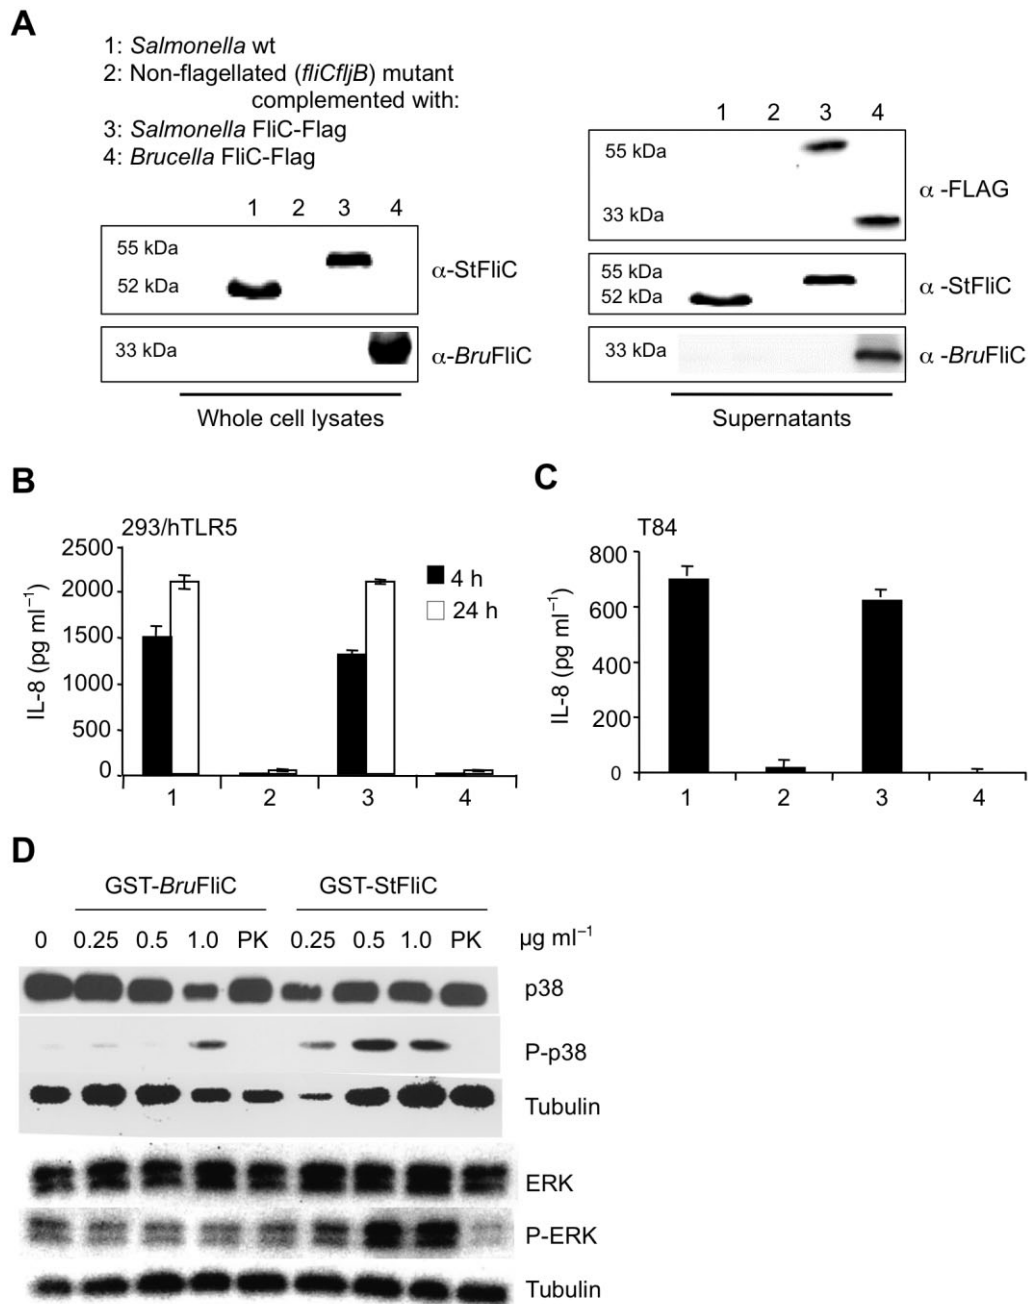 A
1: Salmonella wt
2: Non-flagellated (fliCfljB) mutant
complemented with:
3: Salmonella FliC-Flag
4: Brucella FliC-Flag
1 2 3 4
55 kDa
52 kDa
α-StFliC
33 kDa
α-BruFliC
Whole cell lysates
1 2 3 4
55 kDa
33 kDa
α -FLAG
55 kDa
52 kDa
α -StFliC
33 kDa
α -BruFliC
Supernatants
B
293/hTLR5
IL-8 (pg ml⁻¹)
2500
2000
1500
1000
500
0
4 h
24 h
1 2 3 4
C
T84
IL-8 (pg ml⁻¹)
800
600
400
200
0
1 2 3 4
D
GST-BruFliC GST-StFliC
0 0.25 0.5 1.0 PK 0.25 0.5 1.0 PK µg ml⁻¹
p38
P-p38
Tubulin
ERK
P-ERK
Tubulin